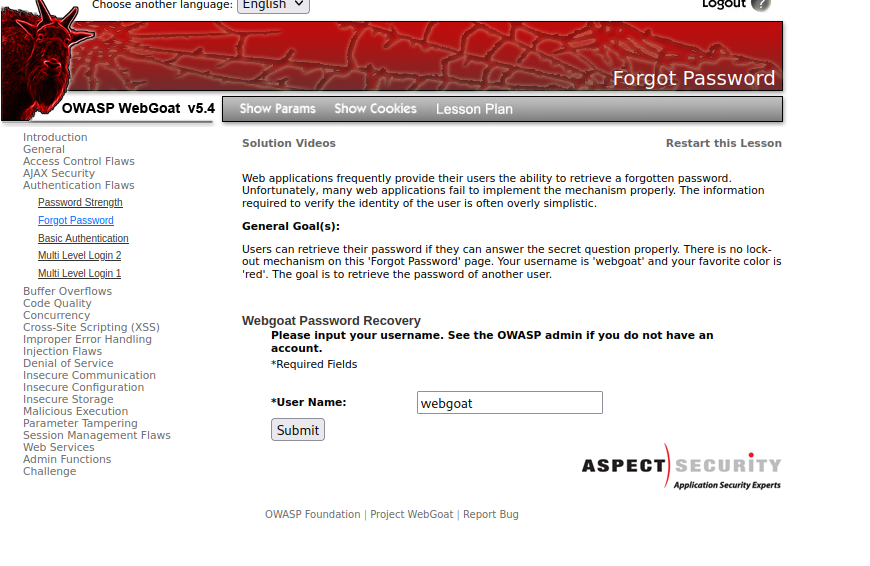 Choose another language: English
Logout ?
Forgot Password
OWASP WebGoat v5.4
Show Params Show Cookies Lesson Plan
Introduction
General
Access Control Flaws
AJAX Security
Authentication Flaws
Password Strength
Forgot Password
Basic Authentication
Multi Level Login 2
Multi Level Login 1
Buffer Overflows
Code Quality
Concurrency
Cross-Site Scripting (XSS)
Improper Error Handling
Injection Flaws
Denial of Service
Insecure Communication
Insecure Configuration
Insecure Storage
Malicious Execution
Parameter Tampering
Session Management Flaws
Web Services
Admin Functions
Challenge
Solution Videos
Restart this Lesson
Web applications frequently provide their users the ability to retrieve a forgotten password.
Unfortunately, many web applications fail to implement the mechanism properly. The information
required to verify the identity of the user is often overly simplistic.
General Goal(s):
Users can retrieve their password if they can answer the secret question properly. There is no lock-
out mechanism on this 'Forgot Password' page. Your username is 'webgoat' and your favorite color is
'red'. The goal is to retrieve the password of another user.
Webgoat Password Recovery
Please input your username. See the OWASP admin if you do not have an
account.
*Required Fields
*User Name: webgoat
Submit
ASPECT SECURITY
Application Security Experts
OWASP Foundation | Project WebGoat | Report Bug